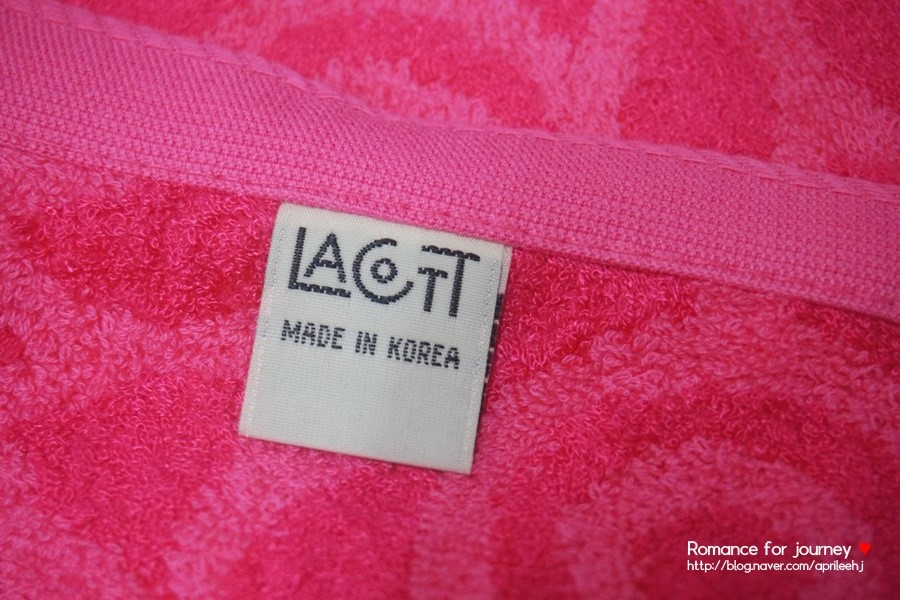 LACOTT
MADE IN KOREA
Romance for journey ♥
http://blog.naver.com/aprileehj